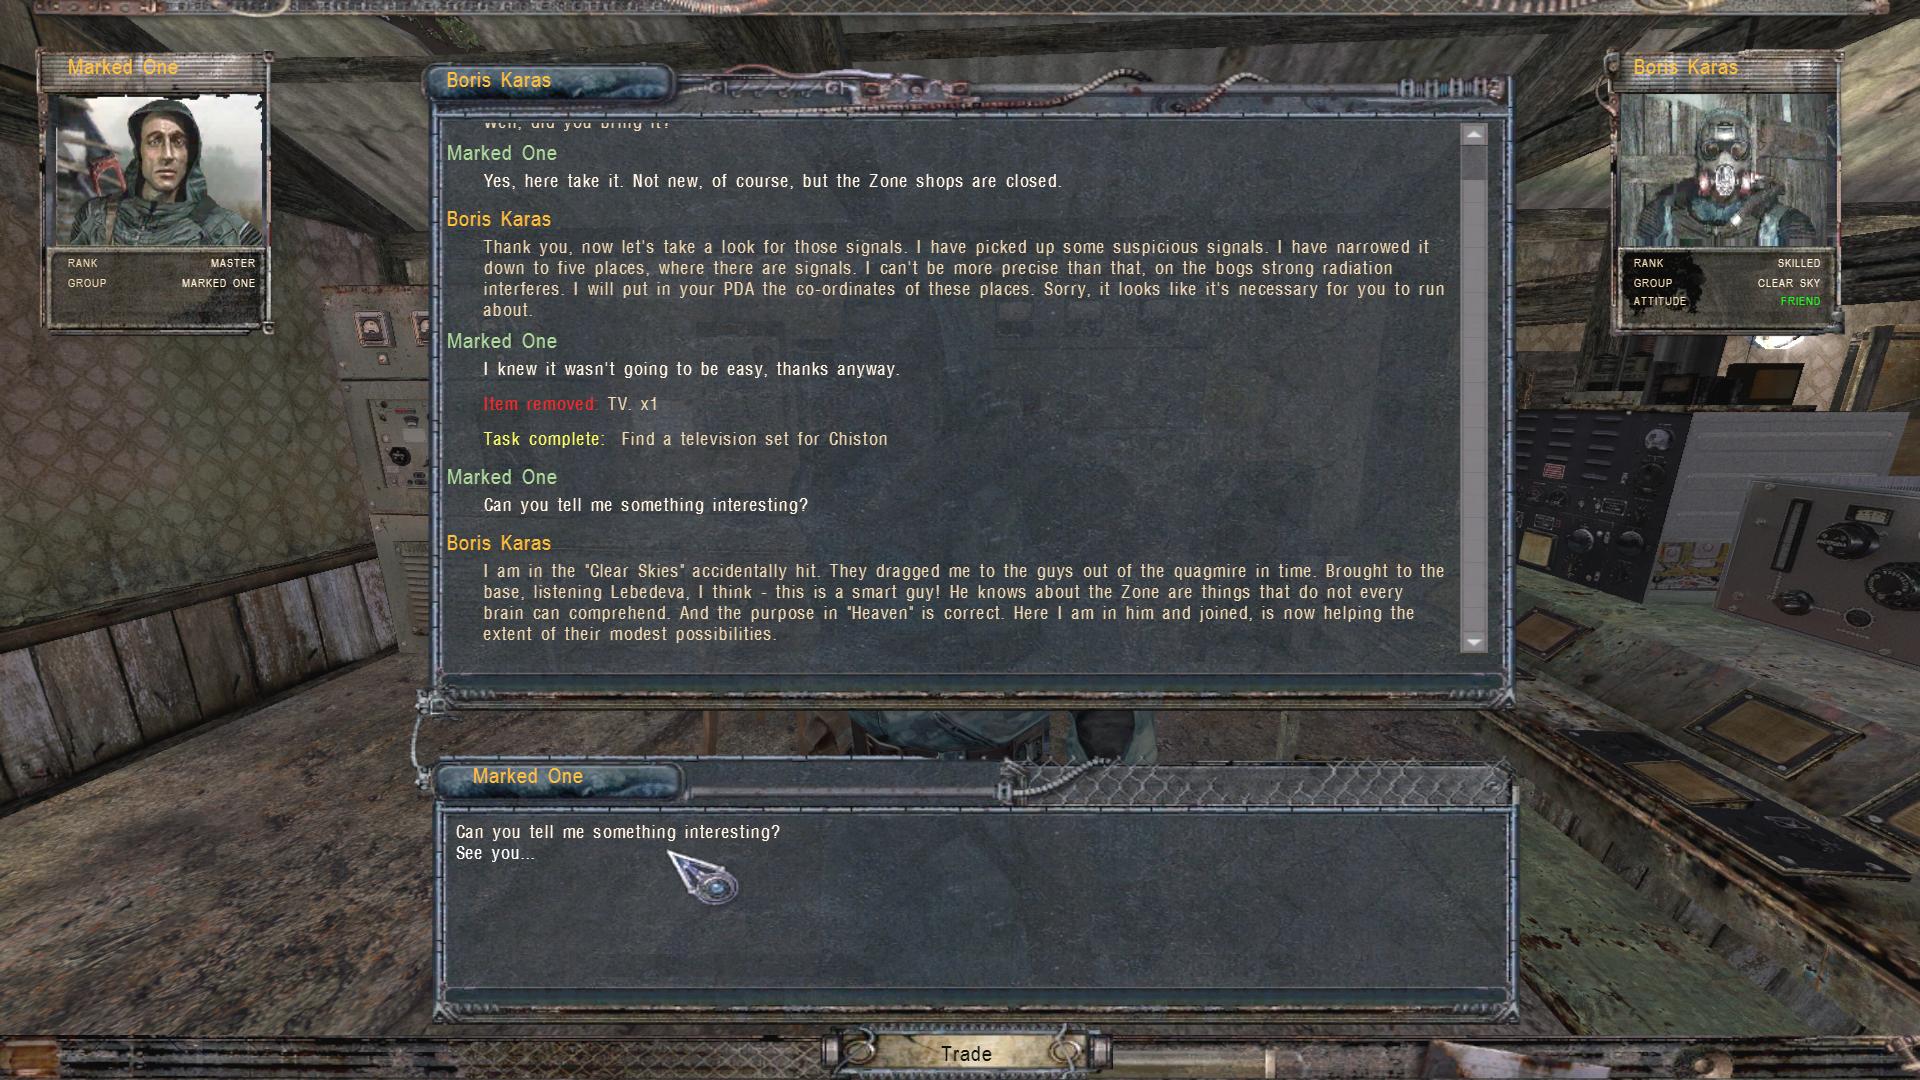 Marked One
RANK MASTER
GROUP MARKED ONE
Boris Karas
Well, did you bring it?
Marked One
Yes, here take it. Not new, of course, but the Zone shops are closed.
Boris Karas
Thank you, now let's take a look for those signals. I have picked up some suspicious signals. I have narrowed it
down to five places, where there are signals. I can't be more precise than that, on the bogs strong radiation
interferes. I will put in your PDA the co-ordinates of these places. Sorry, it looks like it's necessary for you to run
about.
Marked One
I knew it wasn't going to be easy, thanks anyway.
Item removed: TV. x1
Task complete: Find a television set for Chiston
Marked One
Can you tell me something interesting?
Boris Karas
I am in the "Clear Skies" accidentally hit. They dragged me to the guys out of the quagmire in time. Brought to the
base, listening Lebedeva, I think - this is a smart guy! He knows about the Zone are things that do not every
brain can comprehend. And the purpose in "Heaven" is correct. Here I am in him and joined, is now helping the
extent of their modest possibilities.
Boris Karas
RANK SKILLED
GROUP CLEAR SKY
ATTITUDE FRIEND
Marked One
Can you tell me something interesting?
See you...
Trade